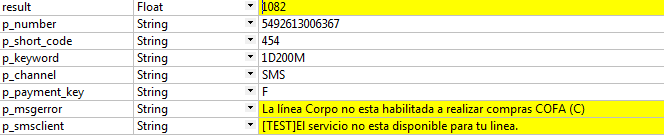 result Float 1082
p_number String 5492613006367
p_short_code String 454
p_keyword String 1D200M
p_channel String SMS
p_payment_key String F
p_msgerror String La línea Corpo no esta habilitada a realizar compras COFA (C)
p_smsclient String [TEST]El servicio no esta disponible para tu linea.